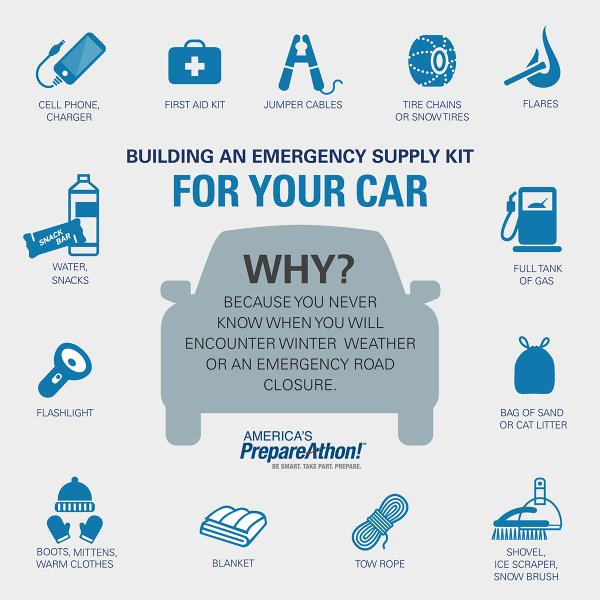 CELL PHONE,
CHARGER
FIRST AID KIT
JUMPER CABLES
TIRE CHAINS
OR SNOWTIRES
FLARES
BUILDING AN EMERGENCY SUPPLY KIT
FOR YOUR CAR
SNACK
BAR
WATER,
SNACKS
FULL TANK
OF GAS
WHY?
BECAUSE YOU NEVER
KNOW WHEN YOU WILL
ENCOUNTER WINTER WEATHER
OR AN EMERGENCY ROAD
CLOSURE.
FLASHLIGHT
BAG OF SAND
OR CAT LITTER
AMERICA'S
PrepareAthon!™
BE SMART. TAKE PART. PREPARE.
BOOTS, MITTENS,
WARM CLOTHES
BLANKET
TOW ROPE
SHOVEL,
ICE SCRAPER,
SNOW BRUSH